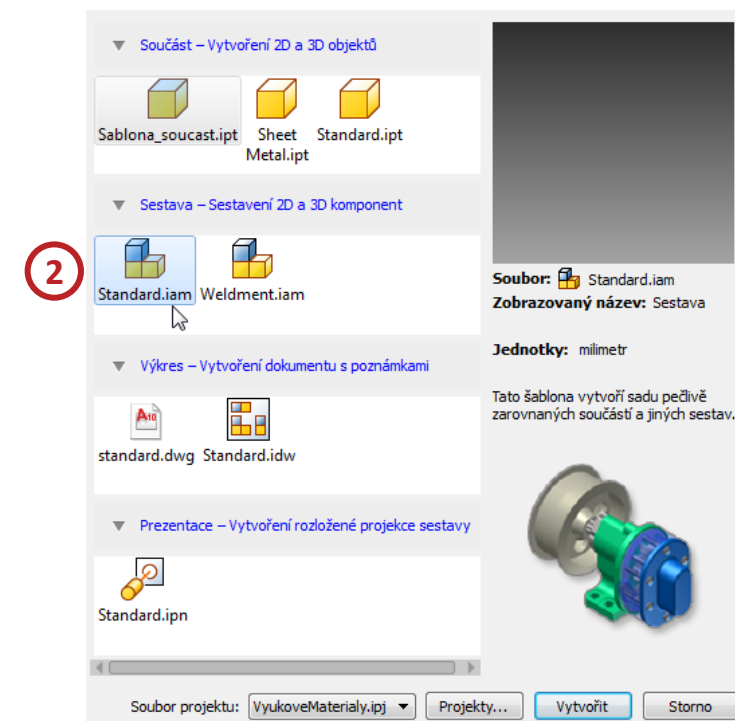 Součást – Vytvoření 2D a 3D objektů
Sablona_soucast.ipt
Sheet Metal.ipt
Standard.ipt
Sestava – Sestavení 2D a 3D komponent
2
Standard.iam
Weldment.iam
Výkres – Vytvoření dokumentu s poznámkami
standard.dwg
Standard.idw
Prezentace – Vytvoření rozložené projekce sestavy
Standard.ipn
Soubor: Standard.iam
Zobrazovaný název: Sestava
Jednotky: milimetr
Tato šablona vytvoří sadu pečlivě
zarovnaných součástí a jiných sestav.
Soubor projektu: VyukoveMaterialy.ipj Projekty... Vytvořit Storno